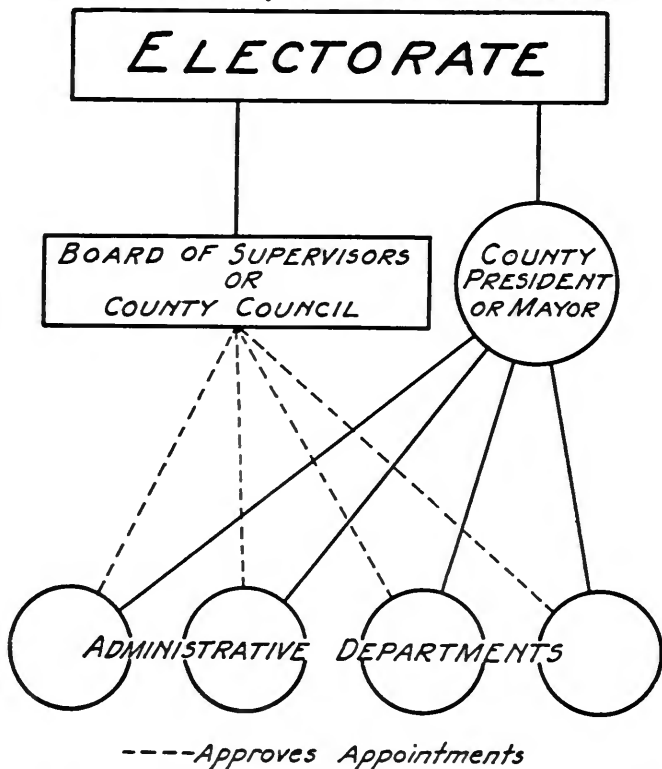 ELECTORATE
BOARD OF SUPERVISORS
OR
COUNTY COUNCIL
COUNTY
PRESIDENT
OR MAYOR
ADMINISTRATIVE DEPARTMENTS
----Approves Appointments